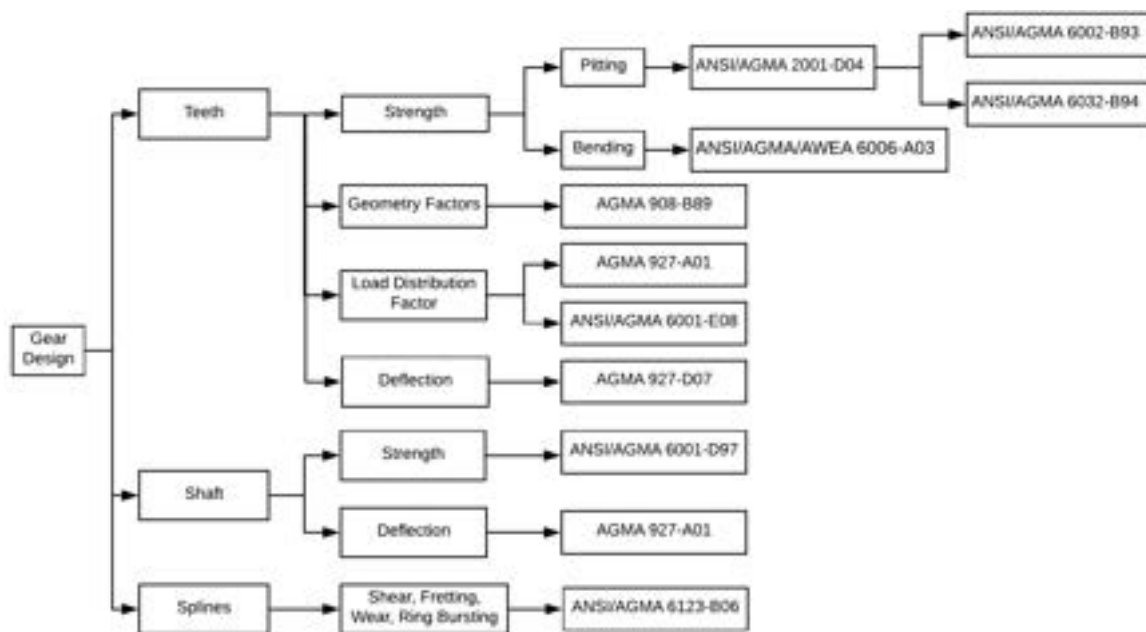 ANSI/AGMA 6002-B93
Pitting
ANSI/AGMA 2001-D04
Teeth
Strength
ANSI/AGMA 6032-B94
Bending
ANSI/AGMA/AWEA 6006-A03
Geometry Factors
AGMA 908-B89
AGMA 927-A01
Load Distribution
Factor
ANSI/AGMA 6001-E08
Gear
Design
Deflection
AGMA 927-D07
Strength
ANSI/AGMA 6001-D97
Shaft
Deflection
AGMA 927-A01
Splines
Shear, Fretting,
Wear, Ring Bursting
ANSI/AGMA 6123-B06